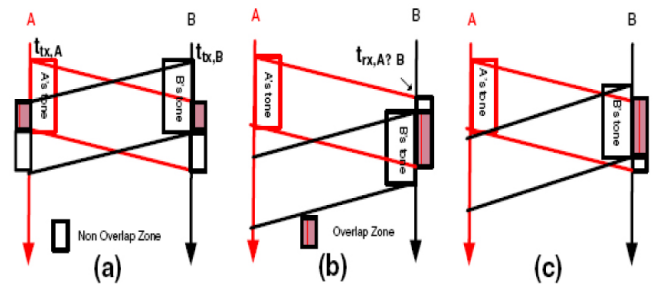 A B
t_tx,A t_tx,B
A's tone
B's tone
Non Overlap Zone
(a)
A B
t_rx,A? B
A's tone
B's tone
Overlap Zone
(b)
A B
A's tone
B's tone
(c)